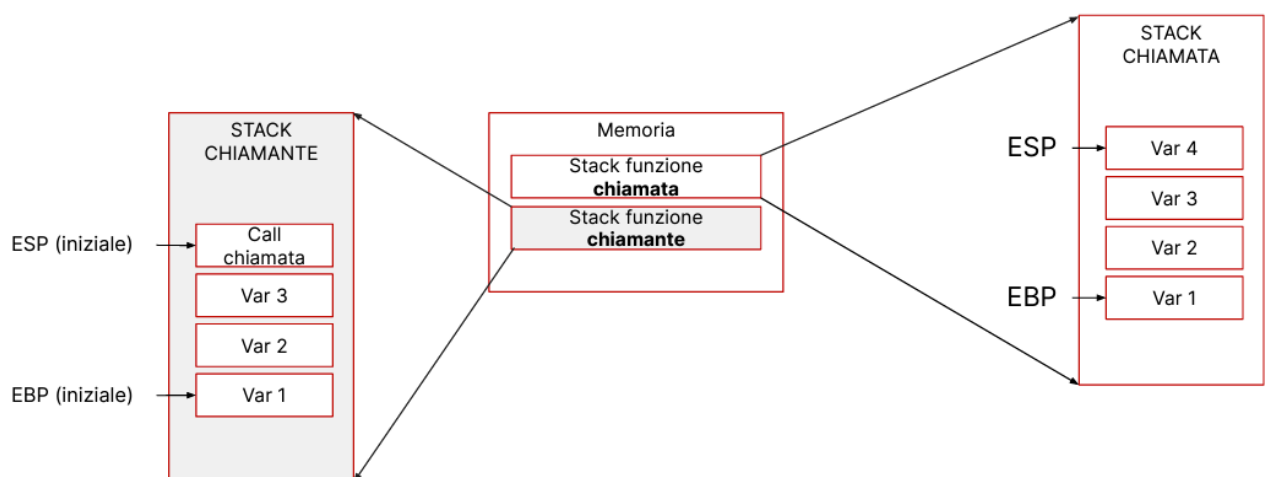 STACK
CHIAMANTE
ESP (iniziale)
Call
chiamata
Var 3
Var 2
EBP (iniziale)
Var 1
Memoria
Stack funzione
chiamata
Stack funzione
chiamante
STACK
CHIAMATA
ESP
Var 4
Var 3
Var 2
EBP
Var 1